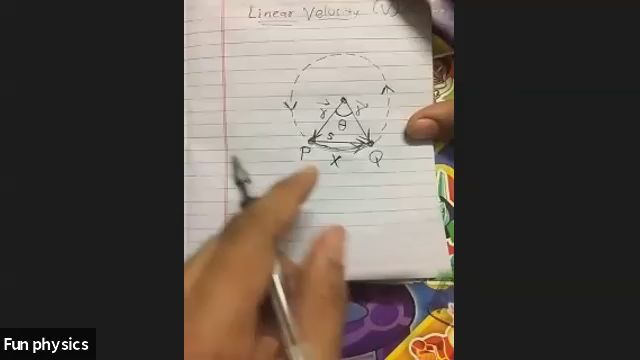 Linear Velocity (V)
r r
θ
S
P X Q
Fun physics